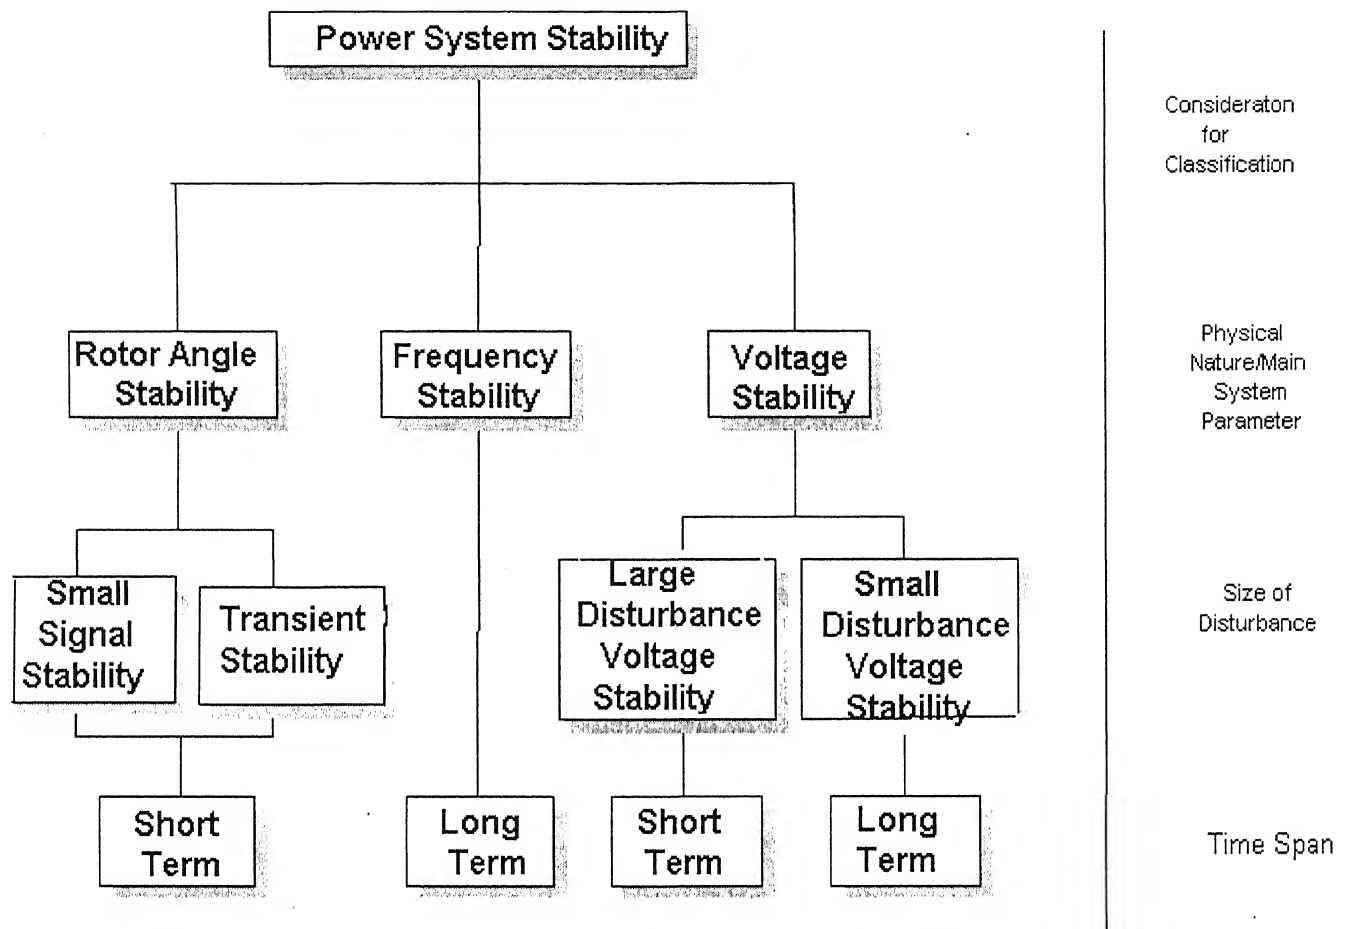 Power System Stability
Consideraton
for
Classification
Rotor Angle
Stability
Frequency
Stability
Voltage
Stability
Physical
Nature/Main
System
Parameter
Small
Signal
Stability
Transient
Stability
Large
Disturbance
Voltage
Stability
Small
Disturbance
Voltage
Stability
Size of
Disturbance
Short
Term
Long
Term
Short
Term
Long
Term
Time Span